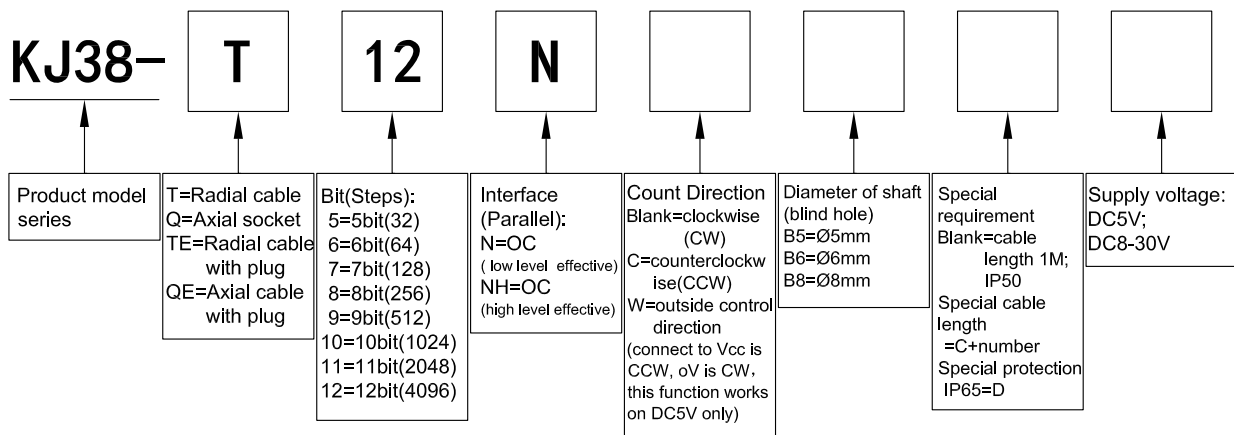 KJ38- T 12 N
Product model
series
T=Radial cable
Q=Axial socket
TE=Radial cable
with plug
QE=Axial cable
with plug
Bit(Steps):
5=5bit(32)
6=6bit(64)
7=7bit(128)
8=8bit(256)
9=9bit(512)
10=10bit(1024)
11=11bit(2048)
12=12bit(4096)
Interface
(Parallel):
N=OC
( low level effective)
NH=OC
(high level effective)
Count Direction
Blank=clockwise
(CW)
C=counterclockw
ise(CCW)
W=outside control
direction
(connect to Vcc is
CCW, oV is CW,
this function works
on DC5V only)
Diameter of shaft
(blind hole)
B5=Ø5mm
B6=Ø6mm
B8=Ø8mm
Special
requirement
Blank=cable
length 1M;
IP50
Special cable
length
=C+number
Special protection
IP65=D
Supply voltage:
DC5V;
DC8-30V